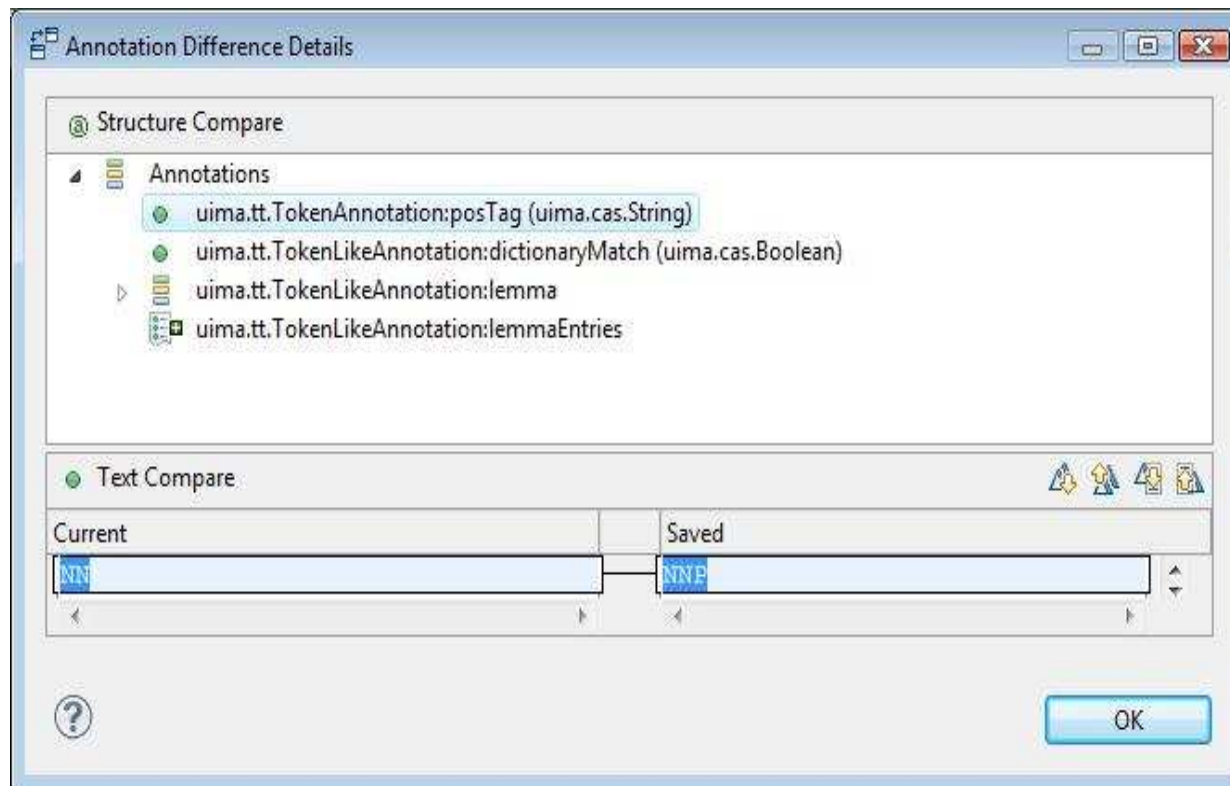 Annotation Difference Details
@ Structure Compare
Annotations
uima.tt.TokenAnnotation:posTag (uima.cas.String)
uima.tt.TokenLikeAnnotation:dictionaryMatch (uima.cas.Boolean)
uima.tt.TokenLikeAnnotation:lemma
uima.tt.TokenLikeAnnotation:lemmaEntries
Text Compare
Current Saved
NN NNP
? OK